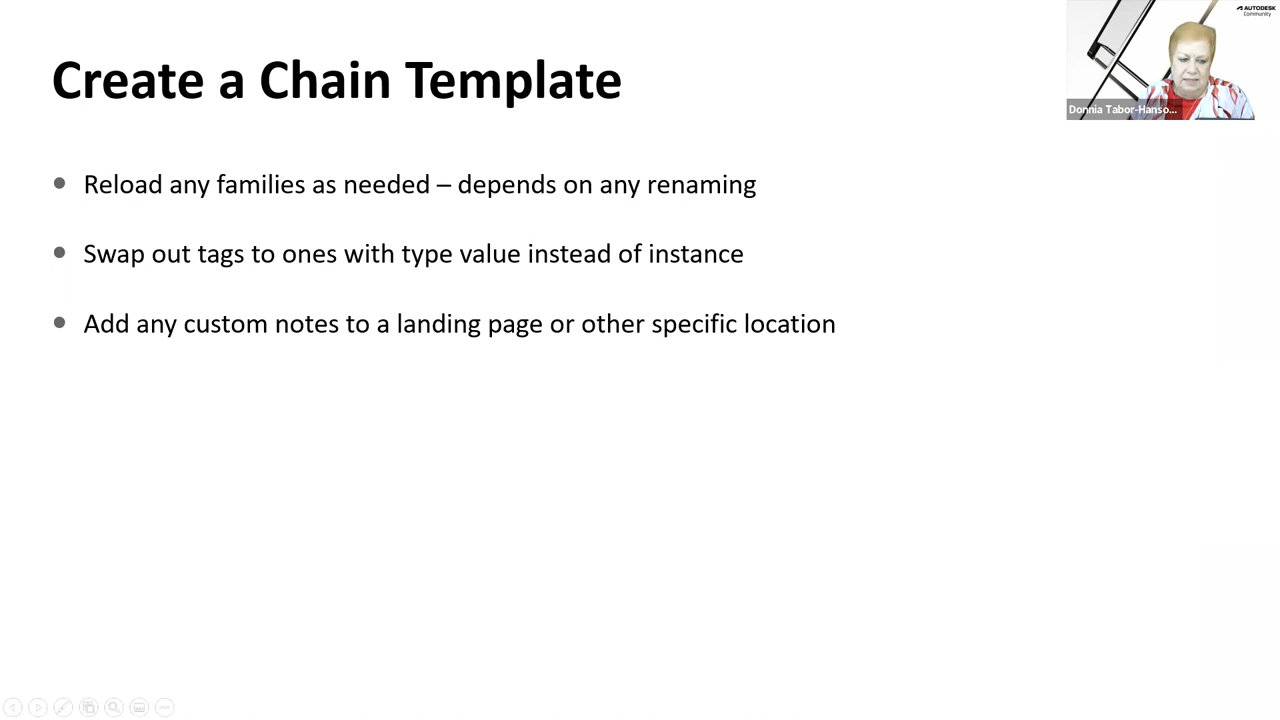 AUTODESK
Community
Create a Chain Template
Donnia Tabor-Hanso...
Reload any families as needed – depends on any renaming
Swap out tags to ones with type value instead of instance
Add any custom notes to a landing page or other specific location